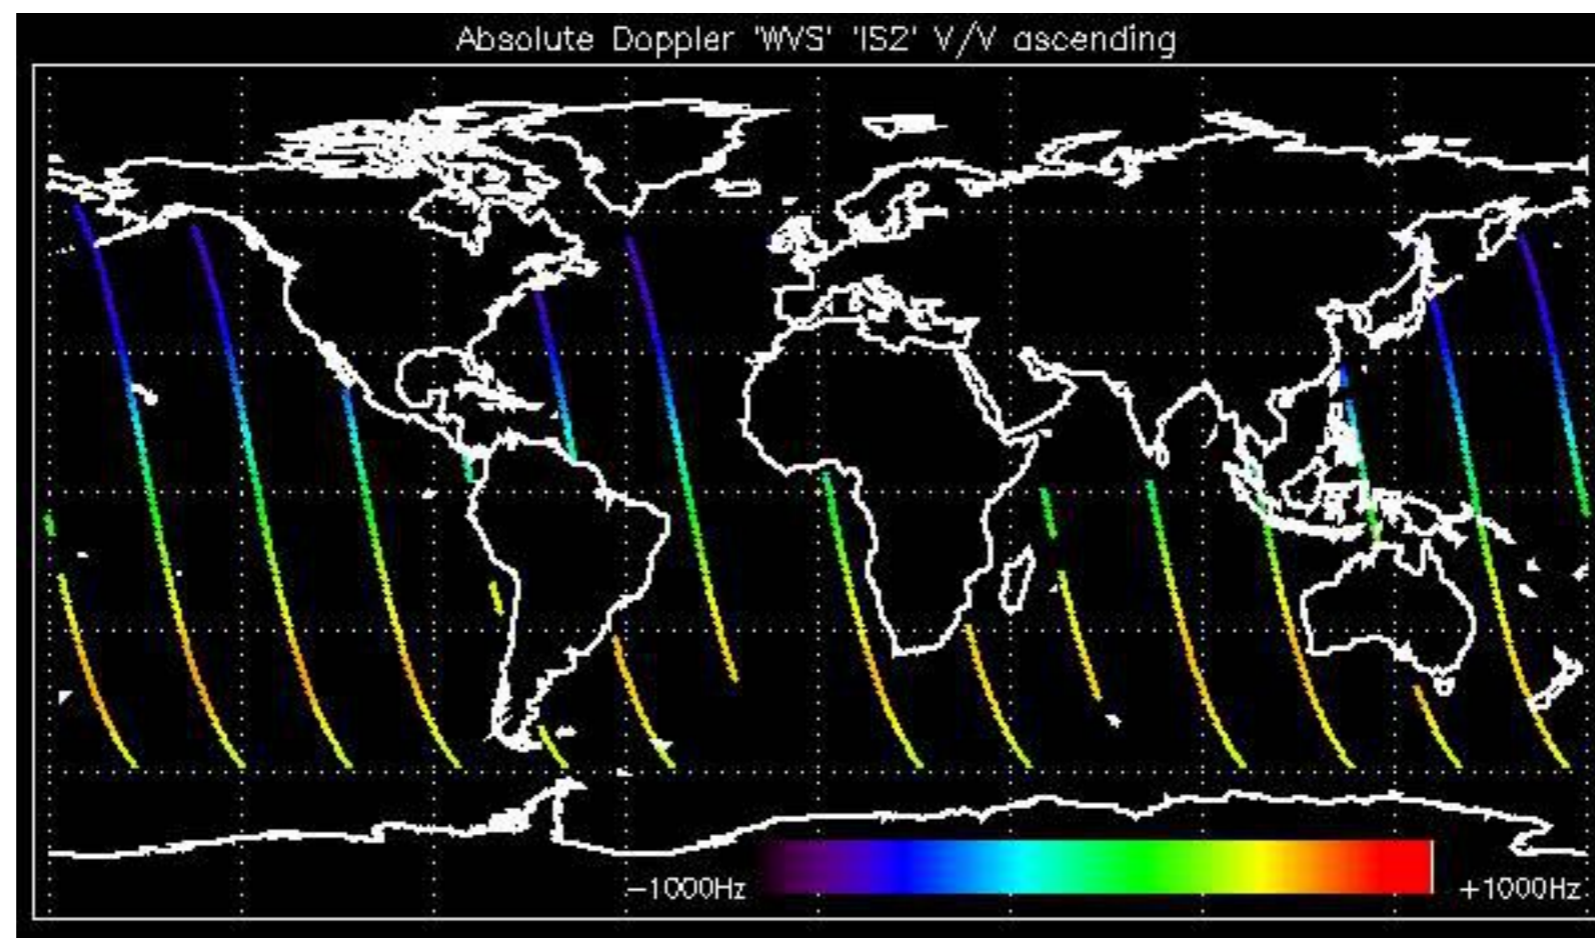 Absolute Doppler 'WVS' 'IS2' V/V ascending
−1000Hz
+1000Hz